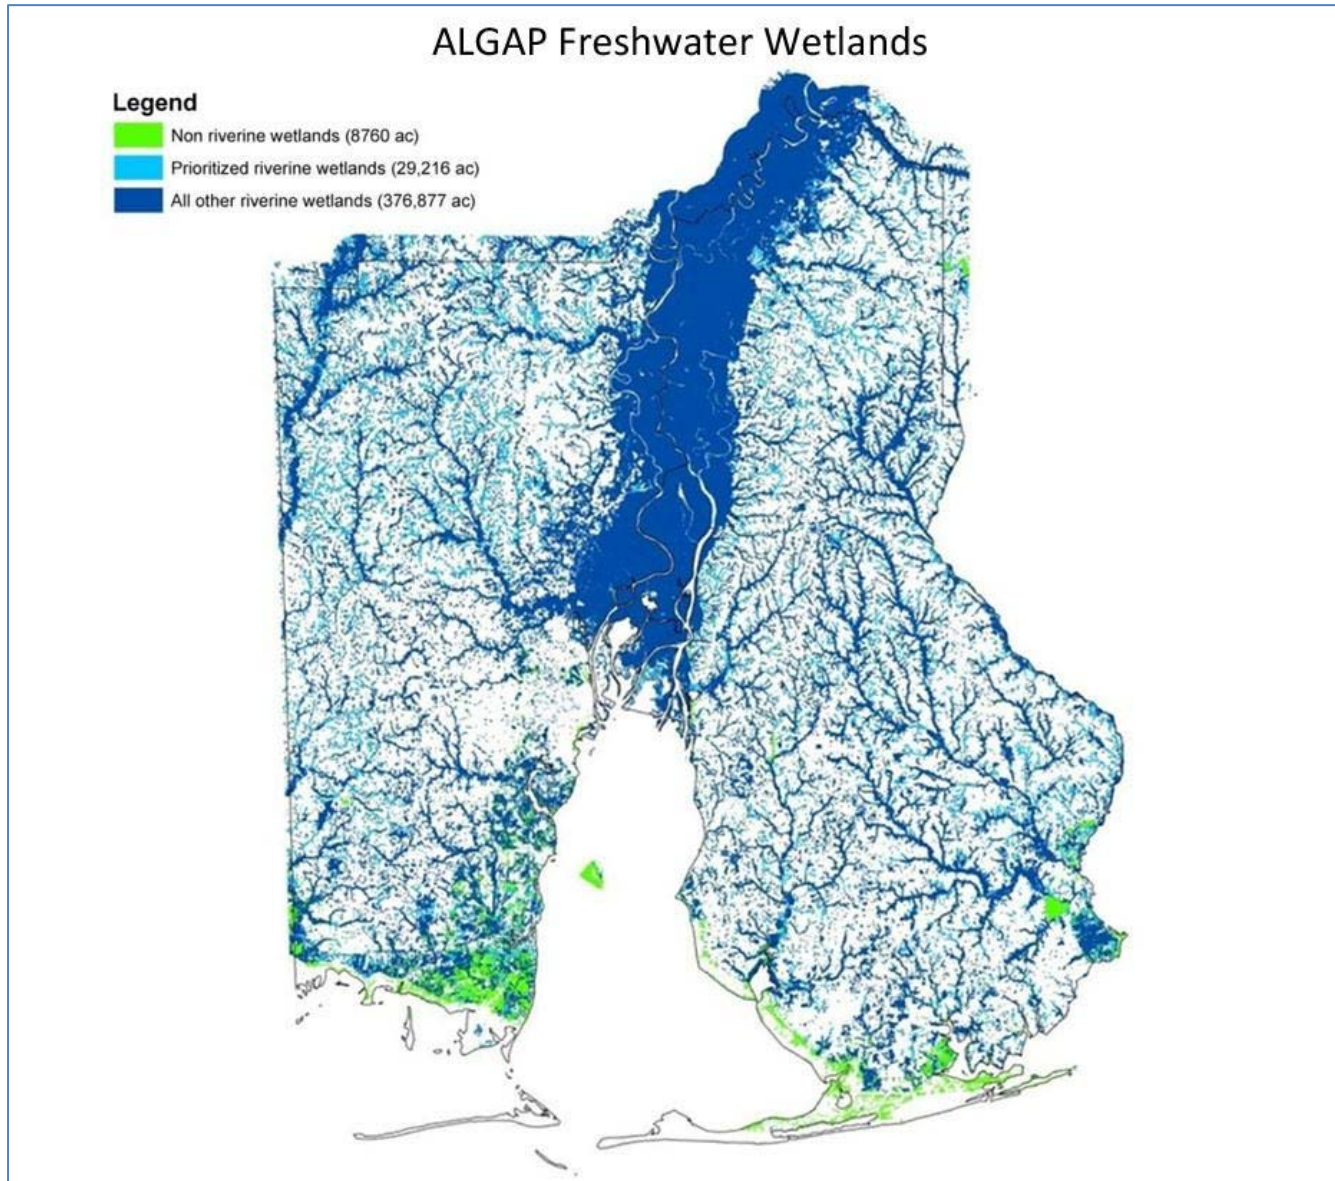 ALGAP Freshwater Wetlands
Legend
Non riverine wetlands (8760 ac)
Prioritized riverine wetlands (29,216 ac)
All other riverine wetlands (376,877 ac)